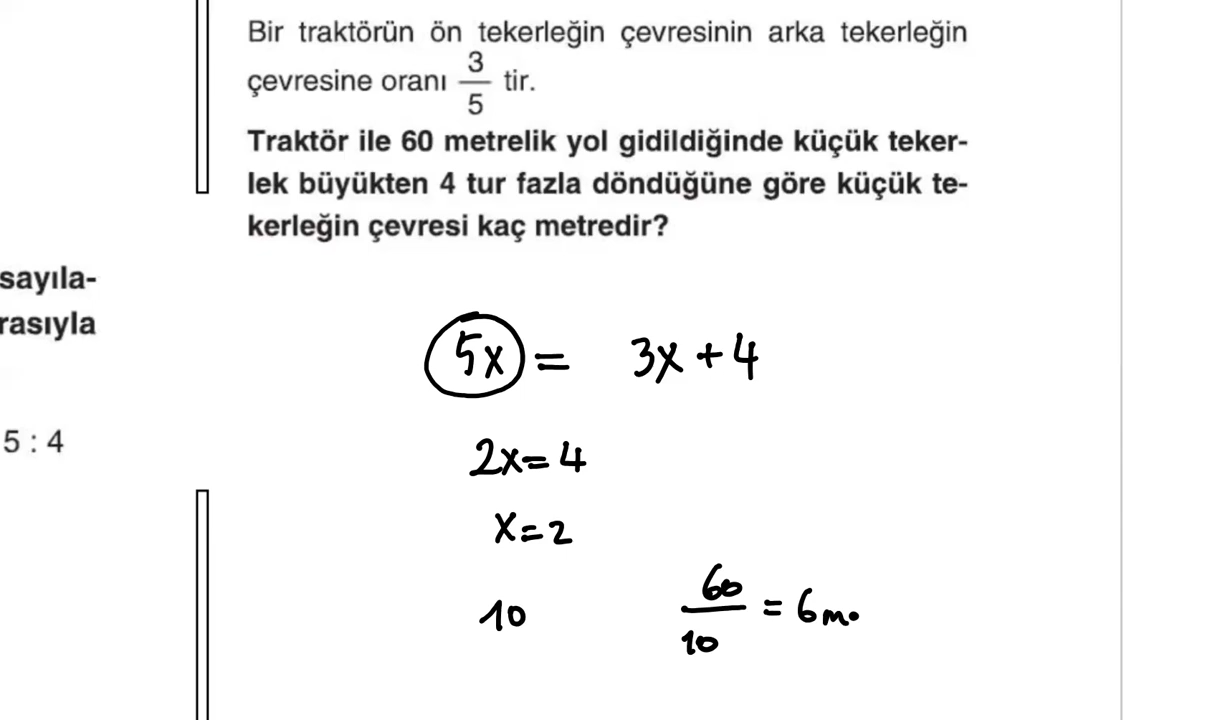 Bir traktörün ön tekerleğin çevresinin arka tekerleğin
çevresine oranı 3/5 tir.
Traktör ile 60 metrelik yol gidildiğinde küçük teker-
lek büyükten 4 tur fazla döndüğüne göre küçük te-
kerleğin çevresi kaç metredir?
sayıla-
rasıyla
5 : 4
5x = 3x + 4
2x = 4
x = 2
10
60/10 = 6m.